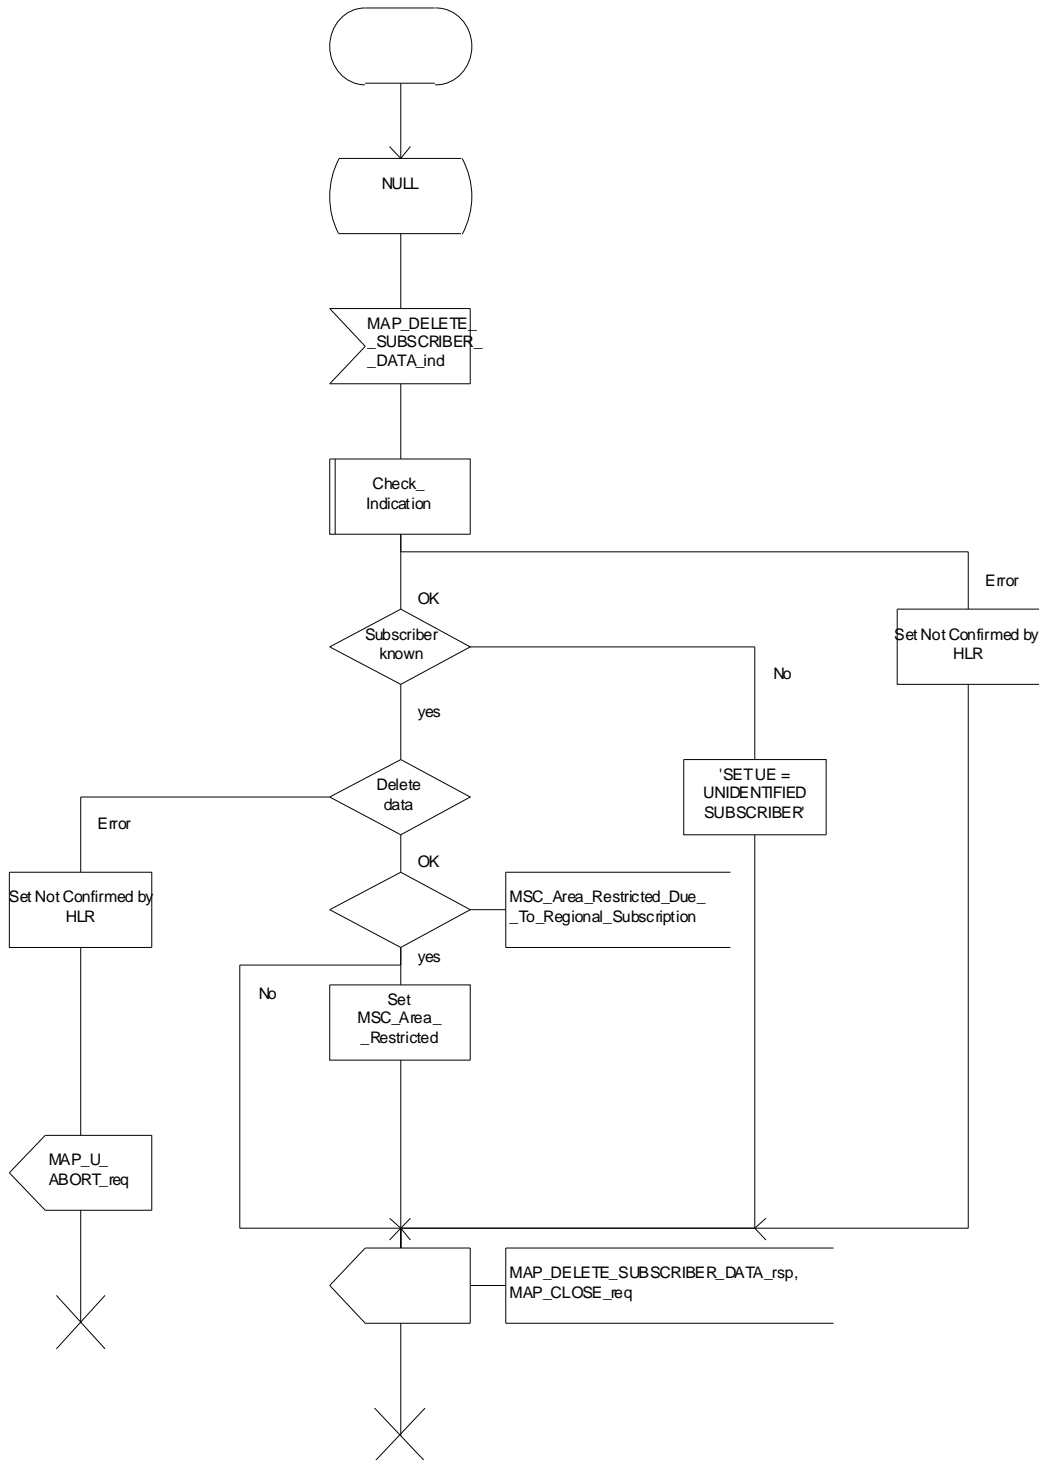 NULL
MAP_DELETE_
_SUBSCRIBER_
_DATA_ind
Check_
Indication
Error
OK
Subscriber
known
Set Not Confirmed by
HLR
No
yes
Delete
data
'SET UE =
UNIDENTIFIED
SUBSCRIBER'
Error
OK
Set Not Confirmed by
HLR
MSC_Area_Restricted_Due_
_To_Regional_Subscription
yes
No
Set
MSC_Area_
_Restricted
MAP_U_
ABORT_req
MAP_DELETE_SUBSCRIBER_DATA_rsp,
MAP_CLOSE_req